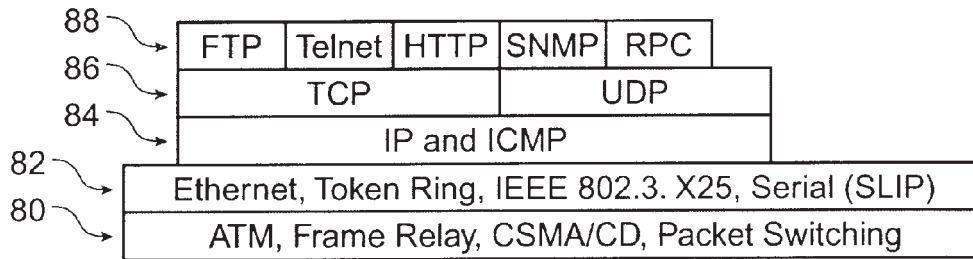 88 FTP Telnet HTTP SNMP RPC
86 TCP UDP
84 IP and ICMP
82 Ethernet, Token Ring, IEEE 802.3. X25, Serial (SLIP)
80 ATM, Frame Relay, CSMA/CD, Packet Switching